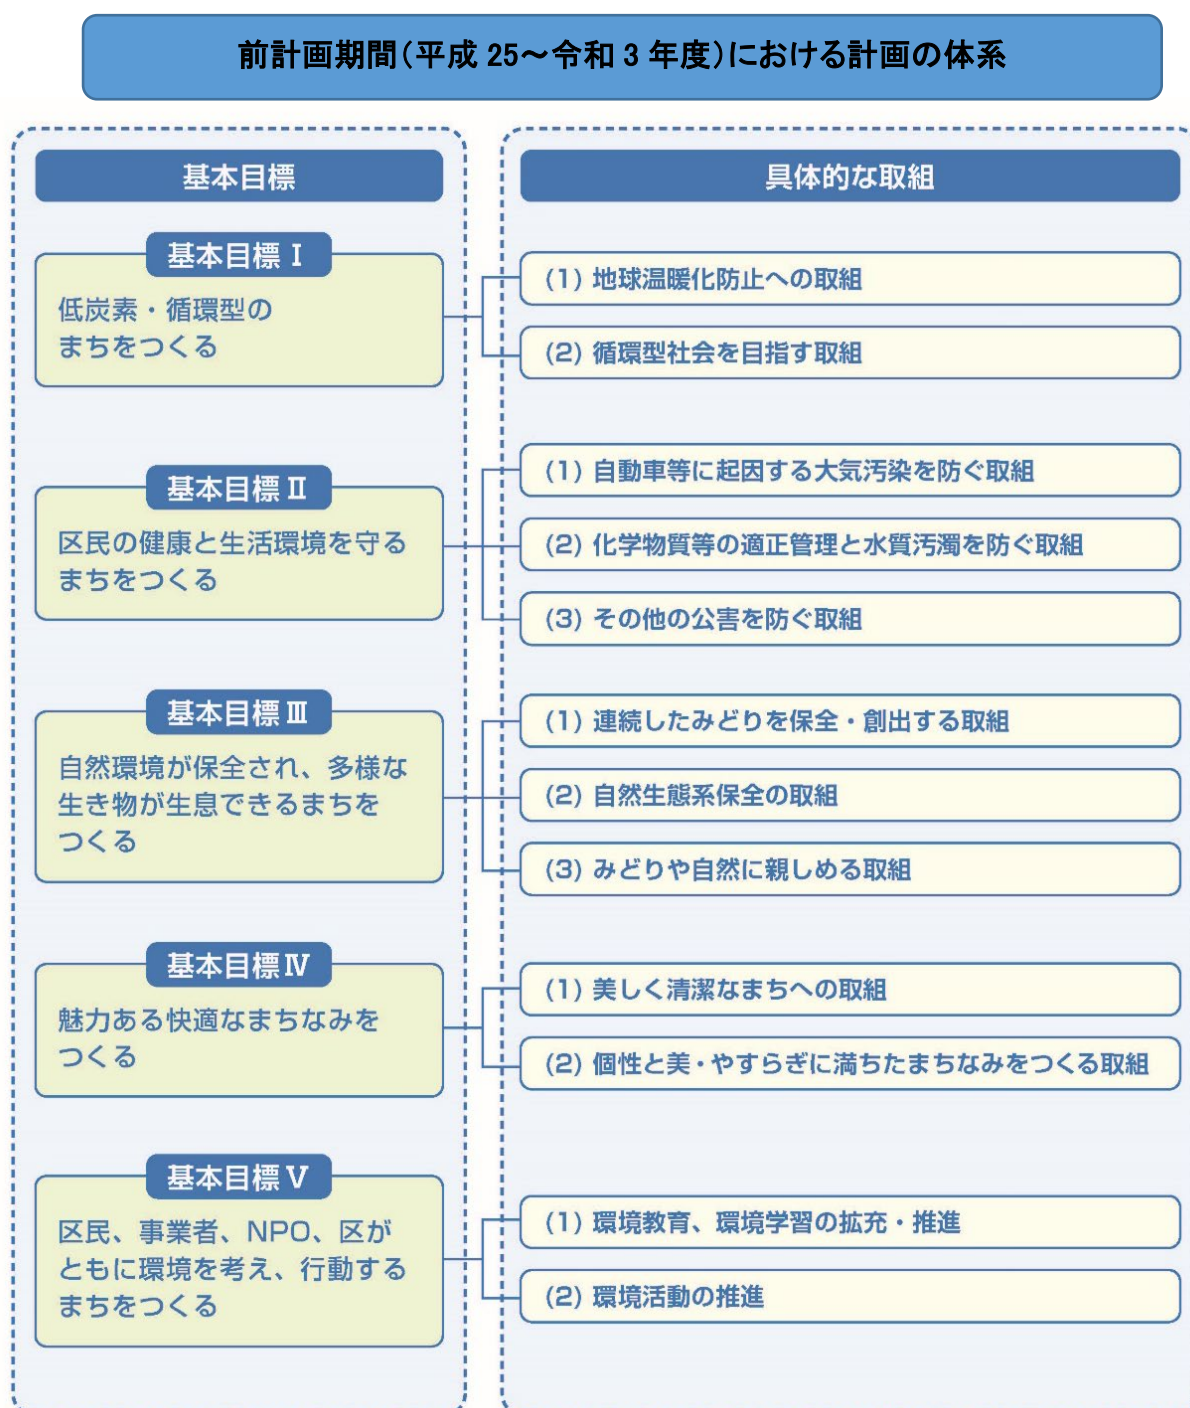 前計画期間(平成 25～令和 3 年度)における計画の体系
基本目標
具体的な取組
基本目標 Ⅰ
低炭素・循環型の
まちをつくる
(1) 地球温暖化防止への取組
(2) 循環型社会を目指す取組
基本目標 Ⅱ
区民の健康と生活環境を守る
まちをつくる
(1) 自動車等に起因する大気汚染を防ぐ取組
(2) 化学物質等の適正管理と水質汚濁を防ぐ取組
(3) その他の公害を防ぐ取組
基本目標 Ⅲ
自然環境が保全され、多様な
生き物が生息できるまちを
つくる
(1) 連続したみどりを保全・創出する取組
(2) 自然生態系保全の取組
(3) みどりや自然に親しめる取組
基本目標 Ⅳ
魅力ある快適なまちなみを
つくる
(1) 美しく清潔なまちへの取組
(2) 個性と美・やすらぎに満ちたまちなみをつくる取組
基本目標 Ⅴ
区民、事業者、NPO、区が
ともに環境を考え、行動する
まちをつくる
(1) 環境教育、環境学習の拡充・推進
(2) 環境活動の推進